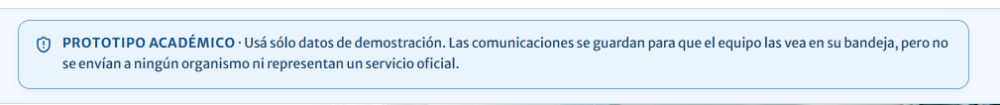 PROTOTIPO ACADÉMICO · Usá sólo datos de demostración. Las comunicaciones se guardan para que el equipo las vea en su bandeja, pero no
se envían a ningún organismo ni representan un servicio oficial.